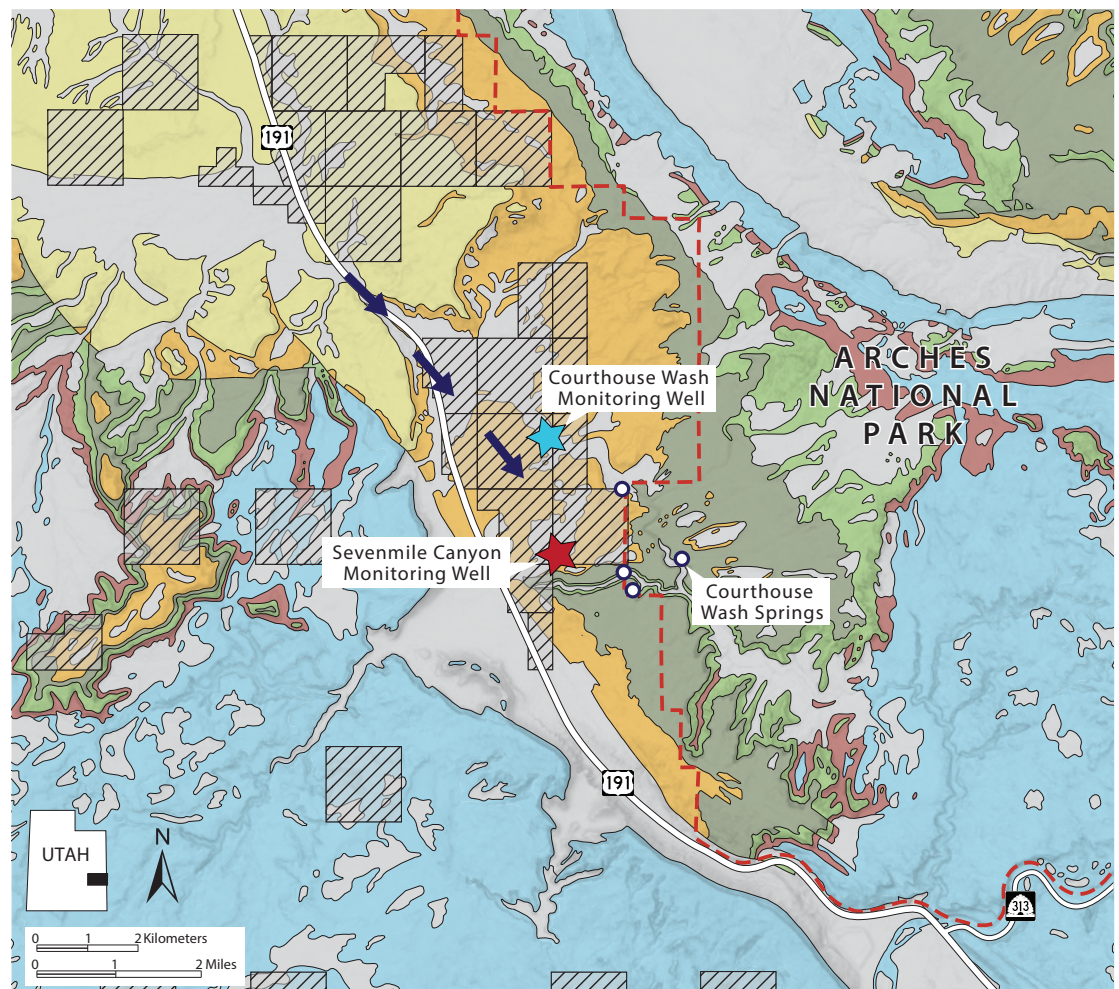 191
ARCHES
NATIONAL
PARK
Courthouse Wash
Monitoring Well
Sevenmile Canyon
Monitoring Well
Courthouse
Wash Springs
191
UTAH
N
313
0 1 2 Kilometers
0 1 2 Miles